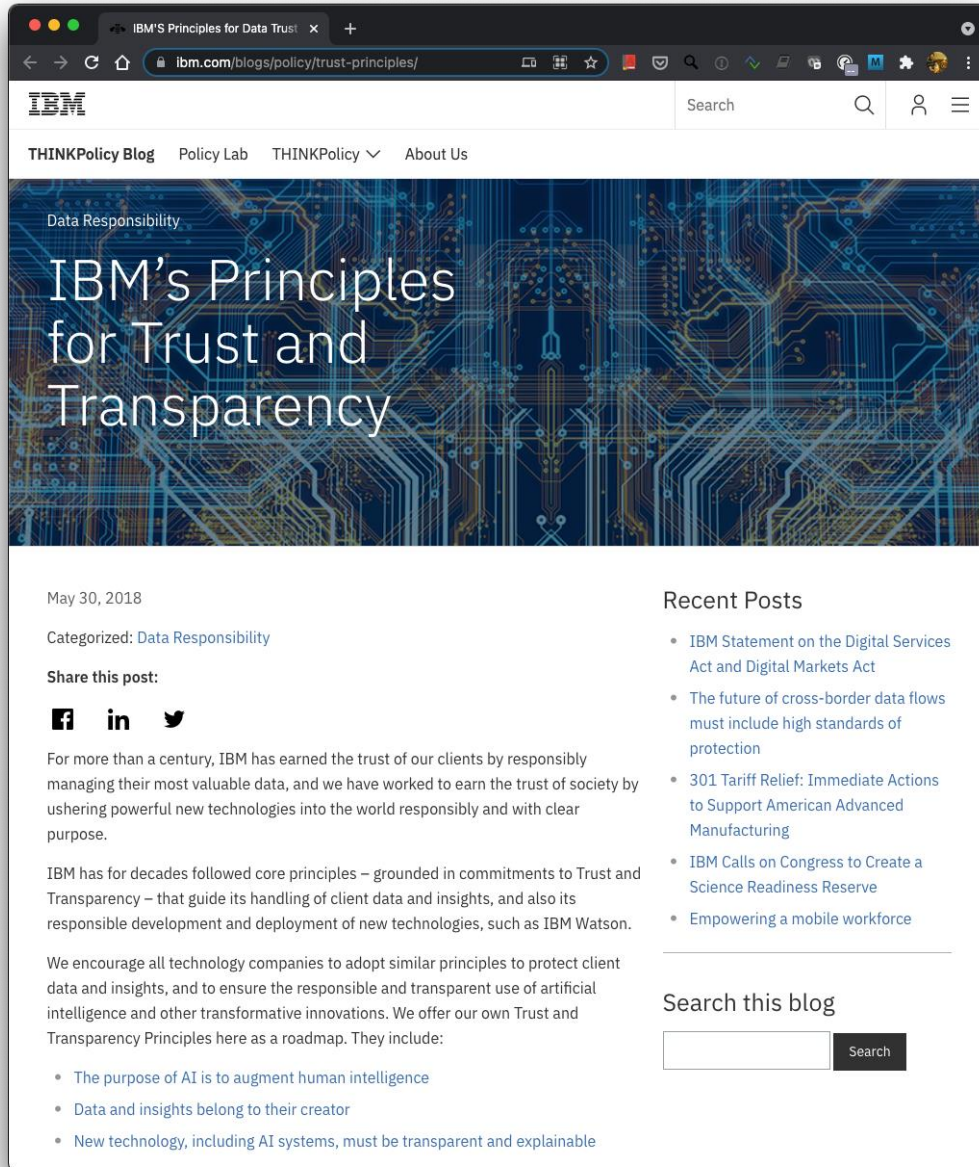 IBM'S Principles for Data Trust
ibm.com/blogs/policy/trust-principles/
IBM
Search
THINKPolicy Blog Policy Lab THINKPolicy About Us
Data Responsibility
IBM's Principles
for Trust and
Transparency
May 30, 2018
Categorized: Data Responsibility
Share this post:
For more than a century, IBM has earned the trust of our clients by responsibly
managing their most valuable data, and we have worked to earn the trust of society by
ushering powerful new technologies into the world responsibly and with clear
purpose.
IBM has for decades followed core principles – grounded in commitments to Trust and
Transparency – that guide its handling of client data and insights, and also its
responsible development and deployment of new technologies, such as IBM Watson.
We encourage all technology companies to adopt similar principles to protect client
data and insights, and to ensure the responsible and transparent use of artificial
intelligence and other transformative innovations. We offer our own Trust and
Transparency Principles here as a roadmap. They include:
The purpose of AI is to augment human intelligence
Data and insights belong to their creator
New technology, including AI systems, must be transparent and explainable
Recent Posts
IBM Statement on the Digital Services
Act and Digital Markets Act
The future of cross-border data flows
must include high standards of
protection
301 Tariff Relief: Immediate Actions
to Support American Advanced
Manufacturing
IBM Calls on Congress to Create a
Science Readiness Reserve
Empowering a mobile workforce
Search this blog
Search